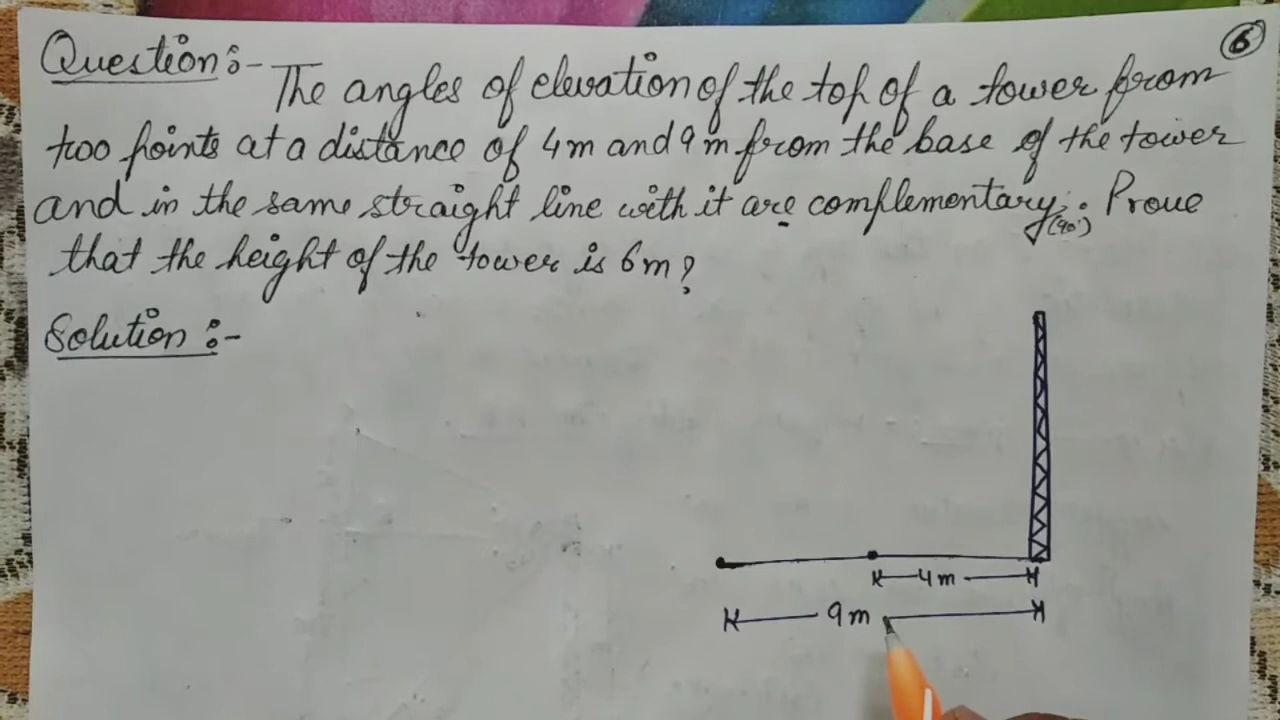 6
Question:-
The angles of elevation of the top of a tower from
two points at a distance of 4m and 9m from the base of the tower
and in the same straight line with it are complementary. Prove
(90°)
that the height of the tower is 6m?
Solution:-
4m
9m